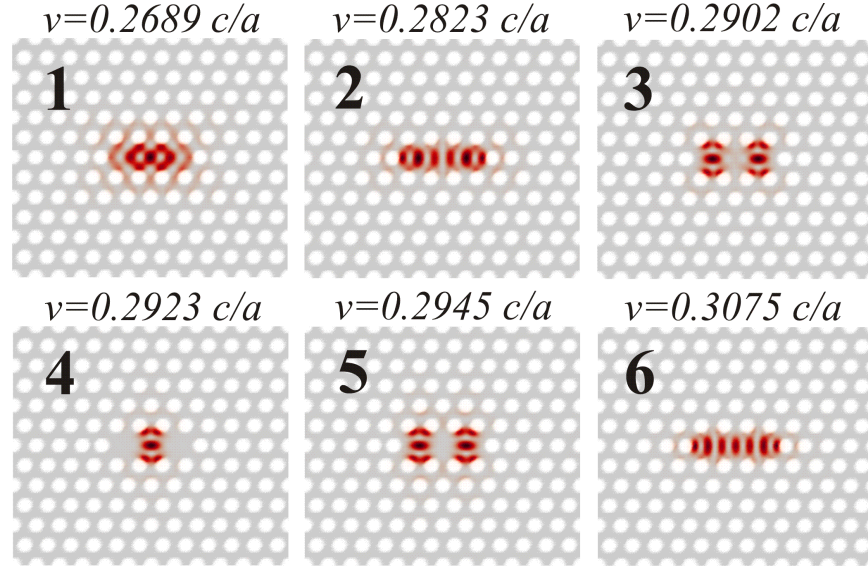 v=0.2689 c/a
v=0.2823 c/a
v=0.2902 c/a
1
2
3
v=0.2923 c/a
v=0.2945 c/a
v=0.3075 c/a
4
5
6